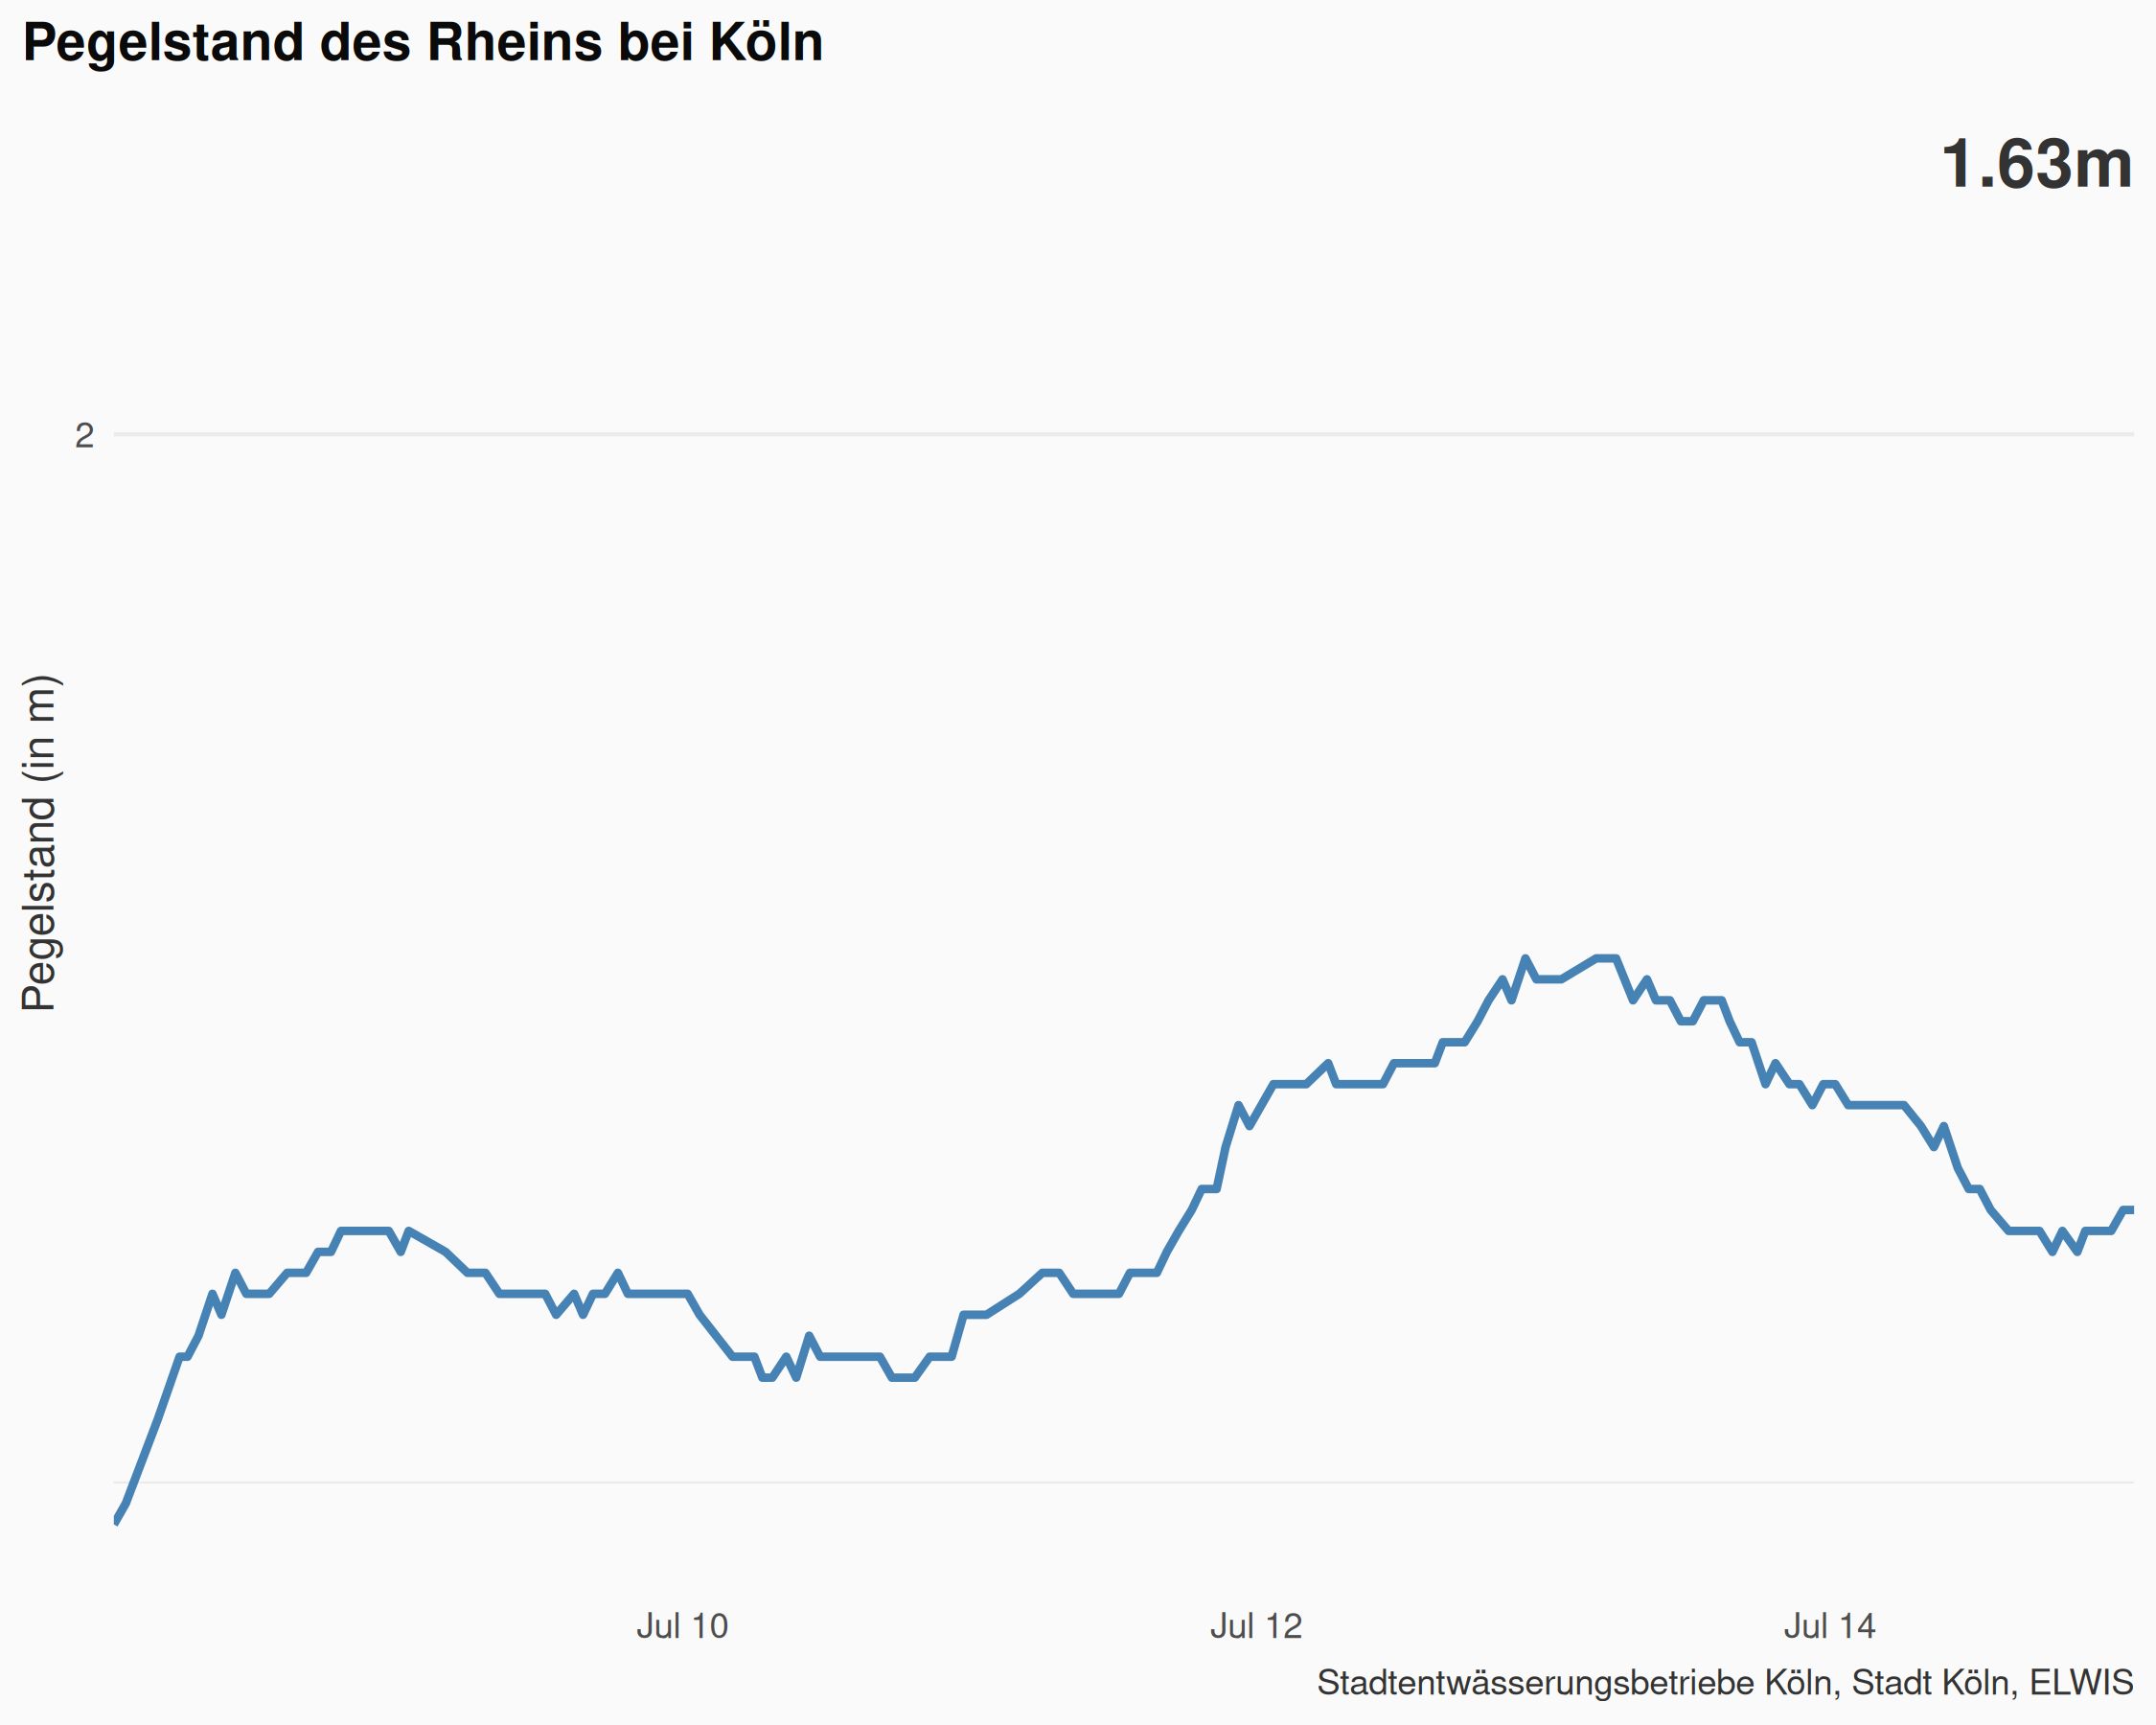 Pegelstand des Rheins bei Köln
1.63m
2
Pegelstand (in m)
Jul 10
Jul 12
Jul 14
Stadtentwässerungsbetriebe Köln, Stadt Köln, ELWIS